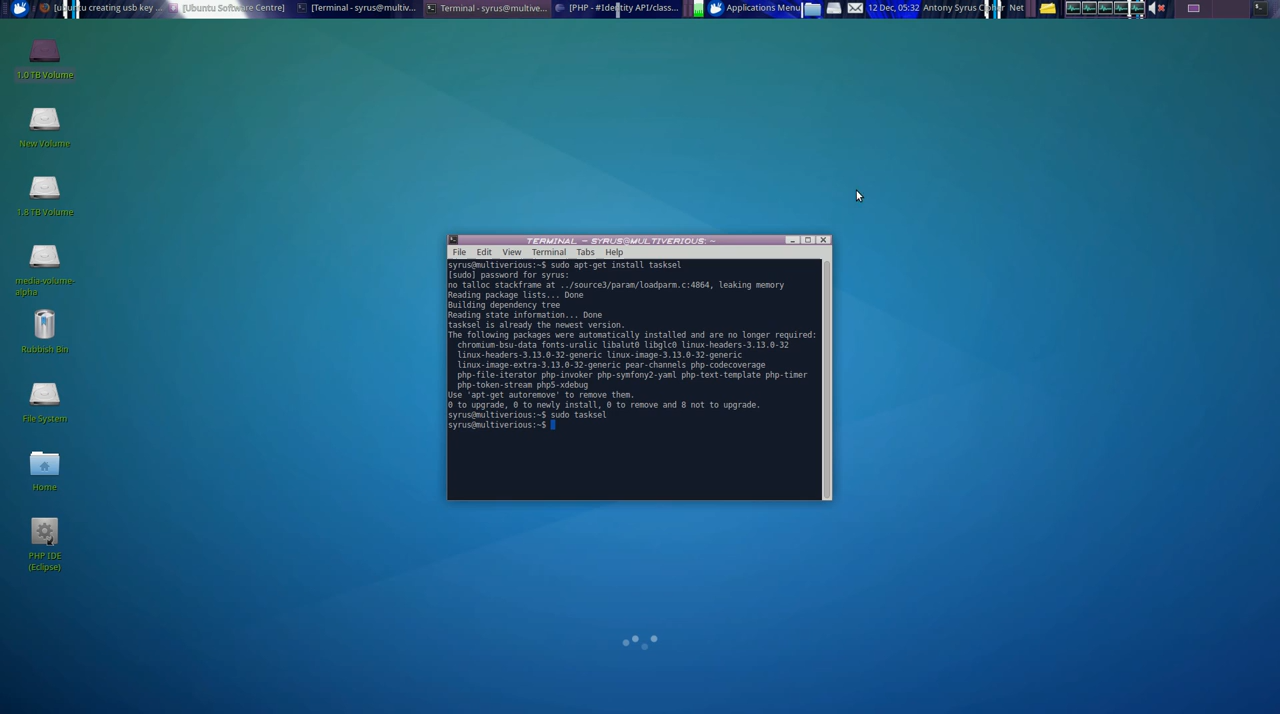 [ubuntu creating usb key ...
[Ubuntu Software Centre]
[Terminal - syrus@multiv...
Terminal - syrus@multive...
[PHP - #Identity API/class...
Applications Menu
12 Dec, 05:32
Antony Syrus
Net
1.0 TB Volume
New Volume
1.8 TB Volume
media-volume-
alpha
Rubbish Bin
File System
Home
PHP IDE
(Eclipse)
TERMINAL - SYRUS@MULTIVERIOUS: ~
File Edit View Terminal Tabs Help
syrus@multiverious:~$ sudo apt-get install tasksel
[sudo] password for syrus:
no talloc stackframe at ../source3/param/loadparm.c:4864, leaking memory
Reading package lists... Done
Building dependency tree
Reading state information... Done
tasksel is already the newest version.
The following packages were automatically installed and are no longer required:
chromium-bsu-data fonts-uralic libalut0 libglc0 linux-headers-3.13.0-32
linux-headers-3.13.0-32-generic linux-image-3.13.0-32-generic
linux-image-extra-3.13.0-32-generic pear-channels php-codecoverage
php-file-iterator php-invoker php-symfony2-yaml php-text-template php-timer
php-token-stream php5-xdebug
Use 'apt-get autoremove' to remove them.
0 to upgrade, 0 to newly install, 0 to remove and 8 not to upgrade.
syrus@multiverious:~$ sudo tasksel
syrus@multiverious:~$